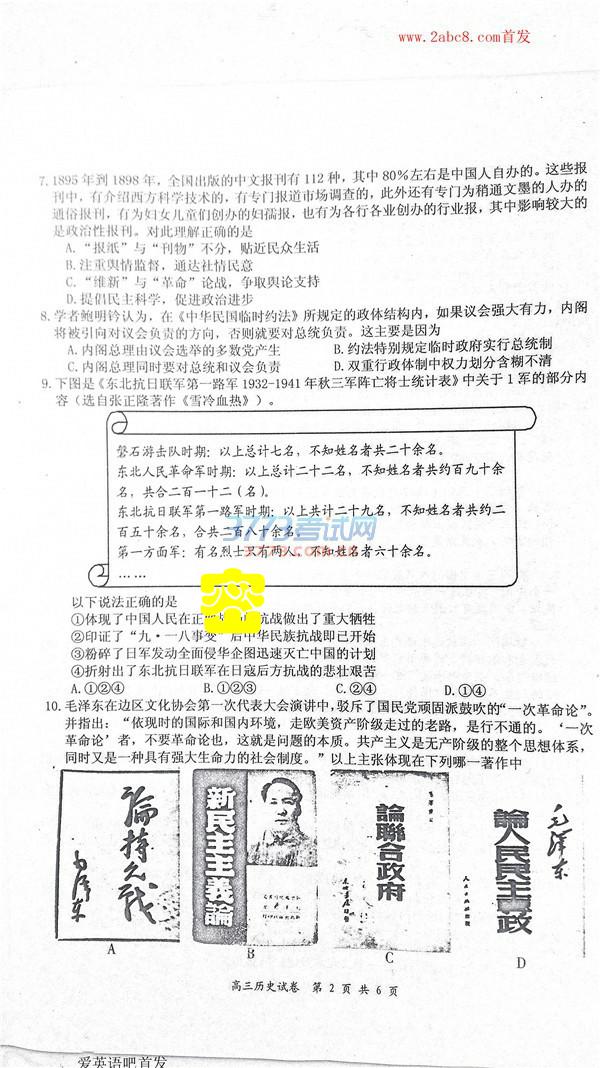 www.2abc8.com首发
7.1895年到1898年，全国出版的中文报刊有112种，其中80%左右是中国人自办的。这些报
刊中，有介绍西方科学技术的，有专门报道市场调查的，此外还有专门为稍通文墨的人办的
通俗报刊，有为妇女儿童们创办的妇孺报，也有为各行各业创办的行业报，其中影响较大的
是政治性报刊。对此理解正确的是
A."报纸"与"刊物"不分，贴近民众生活
B.注重舆情监督，通达社情民意
C."维新"与"革命"论战，争取舆论支持
D.提倡民主科学，促进政治进步
8.学者鲍明钤认为，在《中华民国临时约法》所规定的政体结构内，如果议会强大有力，内阁
将被引向对议会负责的方向，否则就要对总统负责。这主要是因为
A.内阁总理由议会选举的多数党产生 B.约法特别规定临时政府实行总统制
C.内阁总理同时要对总统和议会负责 D.双重行政体制中权力划分含糊不清
9.下图是《东北抗日联军第一路军1932-1941年秋三军阵亡将士统计表》中关于1军的部分内
容（选自张正隆著作《雪冷血热》）。
磐石游击队时期：以上总计七名，不知姓名者共二十余名。
东北人民革命军时期：以上总计二十二名，不知姓名者共约百九十余
名，共合二百一十二（名）。
东北抗日联军第一路军时期：以上共计二十九名，不知姓名者共约二
百五十余名，合共二百八十余名。
第一方面军：有名烈士只有两人，不知姓名者六十余名。
……
3773考试网
以下说法正确的是
①体现了中国人民在正 抗战做出了重大牺牲
②印证了"九·一八事变"后中华民族抗战即已开始
③粉碎了日军发动全面侵华企图迅速灭亡中国的计划
④折射出了东北抗日联军在日寇后方抗战的悲壮艰苦
A.①②④ B.①②③ C.②④ D.①④
10.毛泽东在边区文化协会第一次代表大会演讲中，驳斥了国民党顽固派鼓吹的"一次革命论"。
并指出："依现时的国际和国内环境，走欧美资产阶级走过的老路，是行不通的。'一次
革命论'者，不要革命论也，这就是问题的本质。共产主义是无产阶级的整个思想体系，
同时又是一种具有强大生命力的社会制度。"以上主张体现在下列哪一著作中
論持久戰
毛澤东
新民主主義論
論聯合政府
論人民民主專政
毛澤东
人民出版社出版
A
B
C
D
高三历史试卷 第2页 共6页
爱英语吧首发